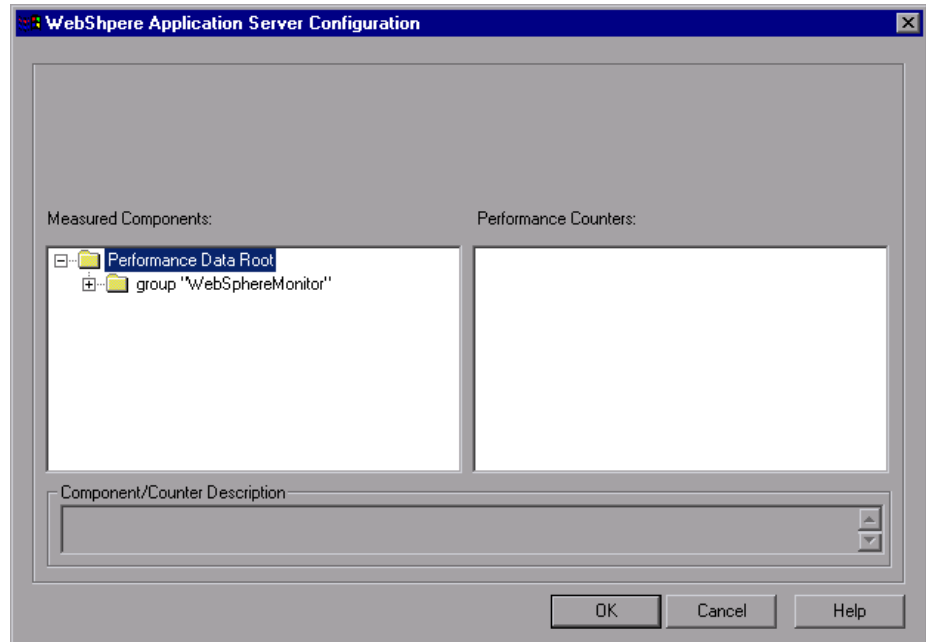 WebShpere Application Server Configuration
Measured Components:
Performance Counters:
Performance Data Root
group "WebSphereMonitor"
Component/Counter Description
OK
Cancel
Help